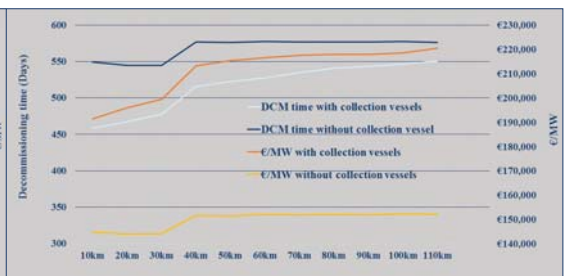 600
550
500
450
400
350
300
Decommissioning time (Days)
€230,000
€220,000
€210,000
€200,000
€190,000
€180,000
€170,000
€160,000
€150,000
€140,000
€/MW
DCM time with collection vessels
DCM time without collection vessel
€/MW with collection vessels
€/MW without collection vessels
10km 20km 30km 40km 50km 60km 70km 80km 90km 100km 110km